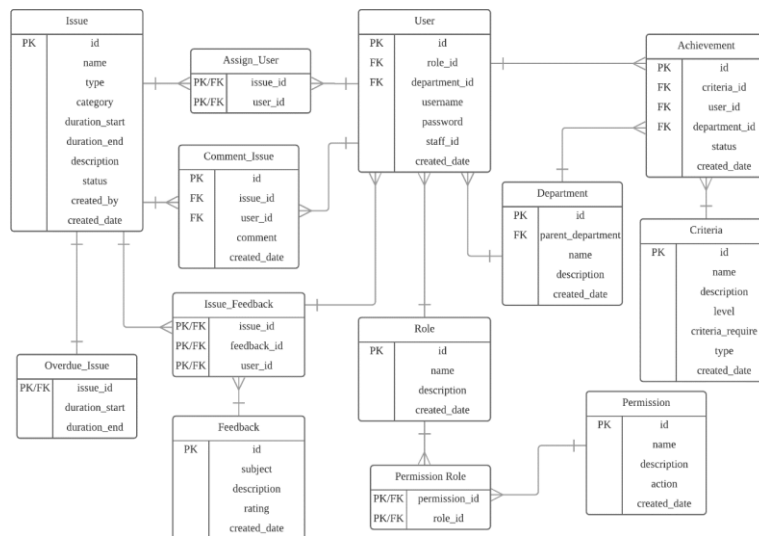 Issue
PK id
name
type
category
duration_start
duration_end
description
status
created_by
created_date
Assign_User
PK/FK issue_id
PK/FK user_id
Comment_Issue
PK id
FK issue_id
FK user_id
comment
created_date
User
PK id
FK role_id
FK department_id
username
password
staff_id
created_date
Achievement
PK id
FK criteria_id
FK user_id
FK department_id
status
created_date
Department
PK id
FK parent_department
name
description
created_date
Criteria
PK id
name
description
level
criteria_require
type
created_date
Issue_Feedback
PK/FK issue_id
PK/FK feedback_id
PK/FK user_id
Overdue_Issue
PK/FK issue_id
duration_start
duration_end
Feedback
PK id
subject
description
rating
created_date
Role
PK id
name
description
created_date
Permission Role
PK/FK permission_id
PK/FK role_id
Permission
PK id
name
description
action
created_date